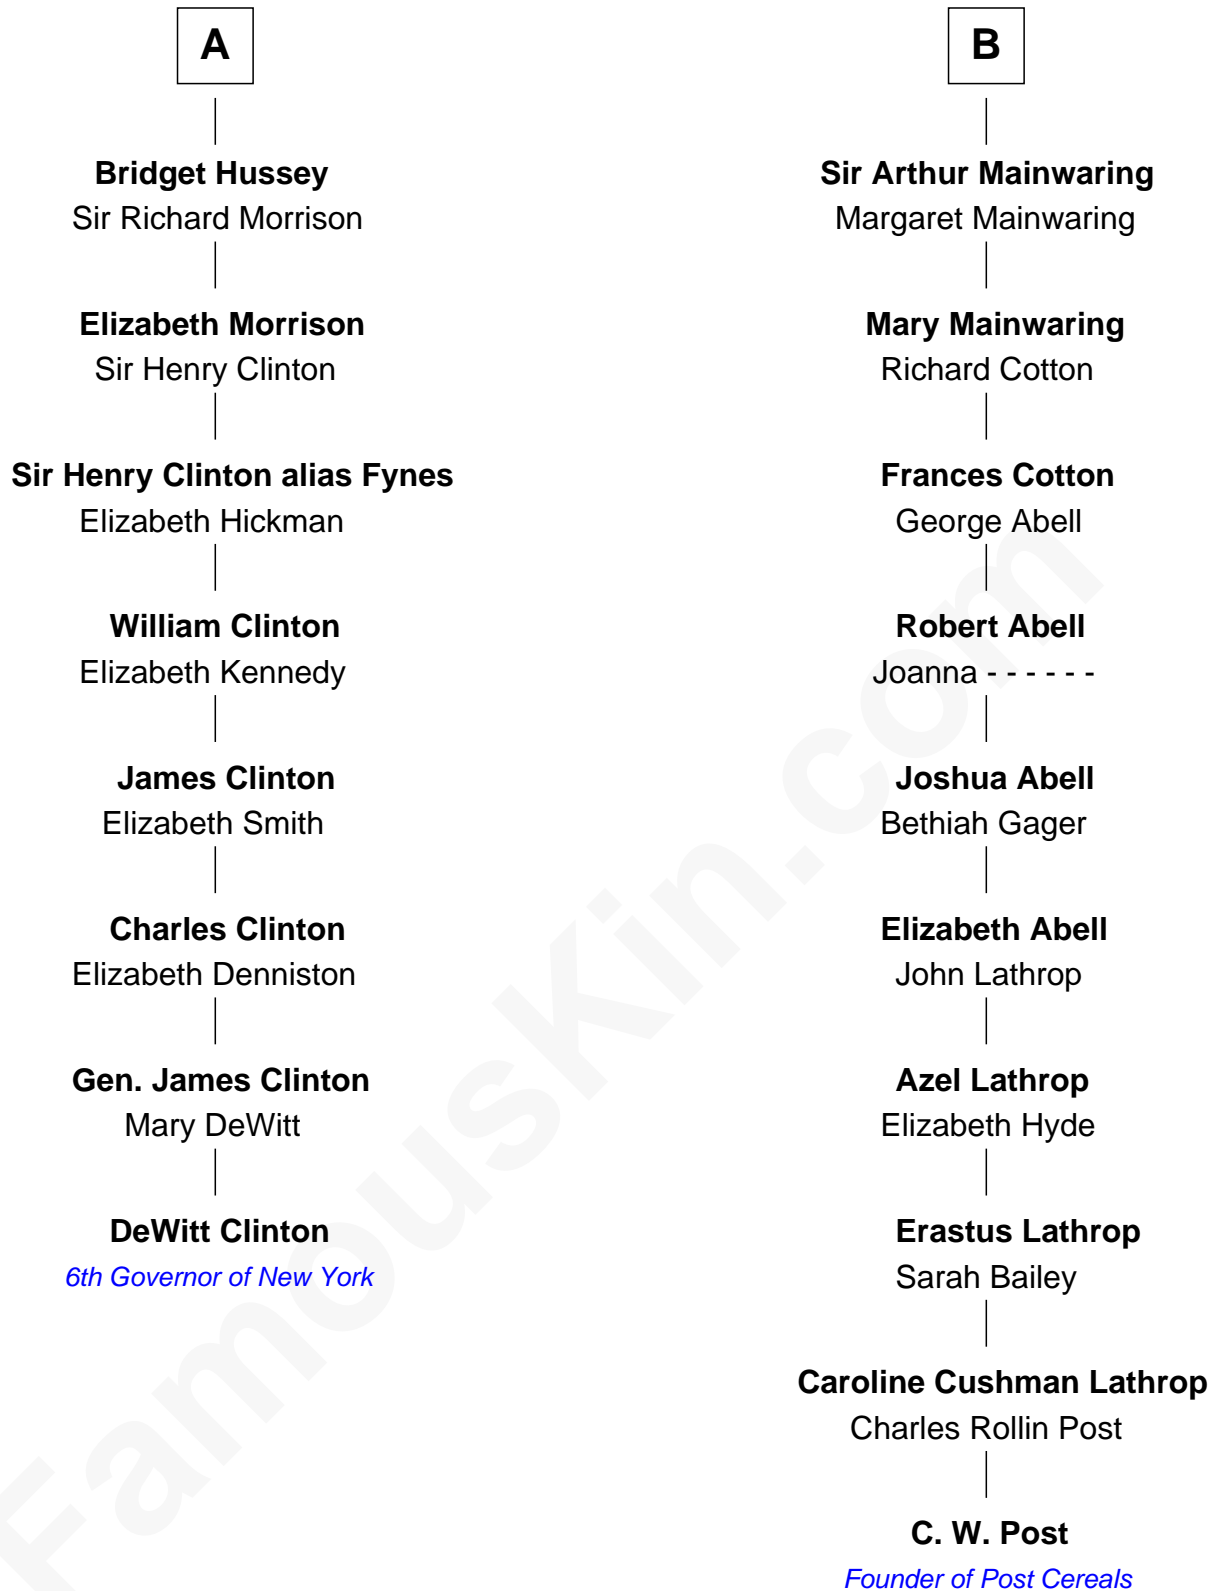 A
Bridget Hussey
Sir Richard Morrison
Elizabeth Morrison
Sir Henry Clinton
Sir Henry Clinton alias Fynes
Elizabeth Hickman
William Clinton
Elizabeth Kennedy
James Clinton
Elizabeth Smith
Charles Clinton
Elizabeth Denniston
Gen. James Clinton
Mary DeWitt
DeWitt Clinton
6th Governor of New York
B
Sir Arthur Mainwaring
Margaret Mainwaring
Mary Mainwaring
Richard Cotton
Frances Cotton
George Abell
Robert Abell
Joanna - - - - - -
Joshua Abell
Bethiah Gager
Elizabeth Abell
John Lathrop
Azel Lathrop
Elizabeth Hyde
Erastus Lathrop
Sarah Bailey
Caroline Cushman Lathrop
Charles Rollin Post
C. W. Post
Founder of Post Cereals
FamousKin.com